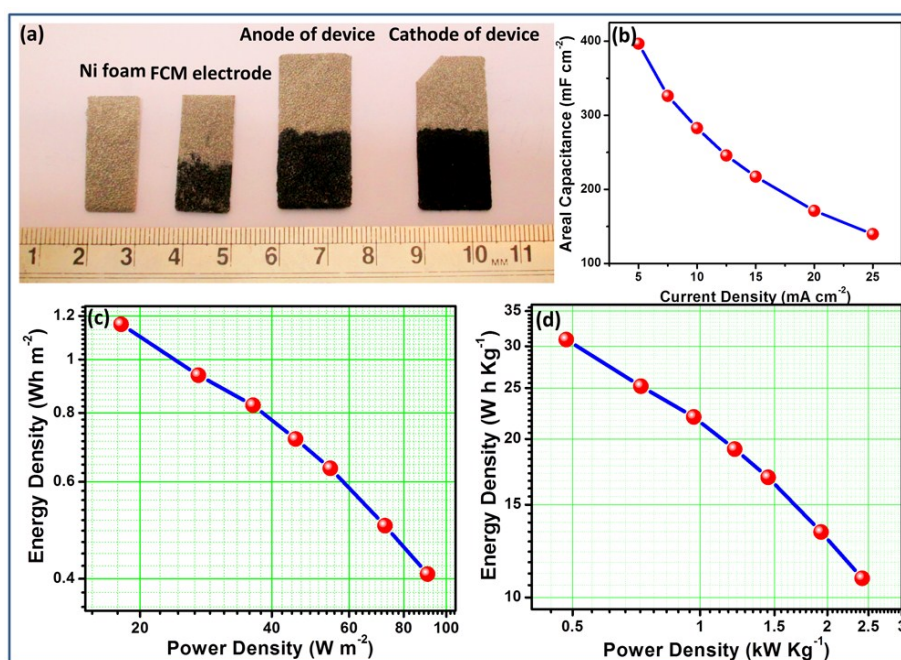 (a)
Anode of device Cathode of device
Ni foam FCM electrode
1 2 3 4 5 6 7 8 9 10 MM 11
(b)
Areal Capacitance (mF cm⁻²)
400
300
200
100
5 10 15 20 25
Current Density (mA cm⁻²)
(c)
Energy Density (Wh m⁻²)
1.2
1
0.8
0.6
0.4
20 40 60 80 100
Power Density (W m⁻²)
(d)
Energy Density (W h Kg⁻¹)
35
30
25
20
15
10
0.5 1 1.5 2 2.5 3
Power Density (kW Kg⁻¹)